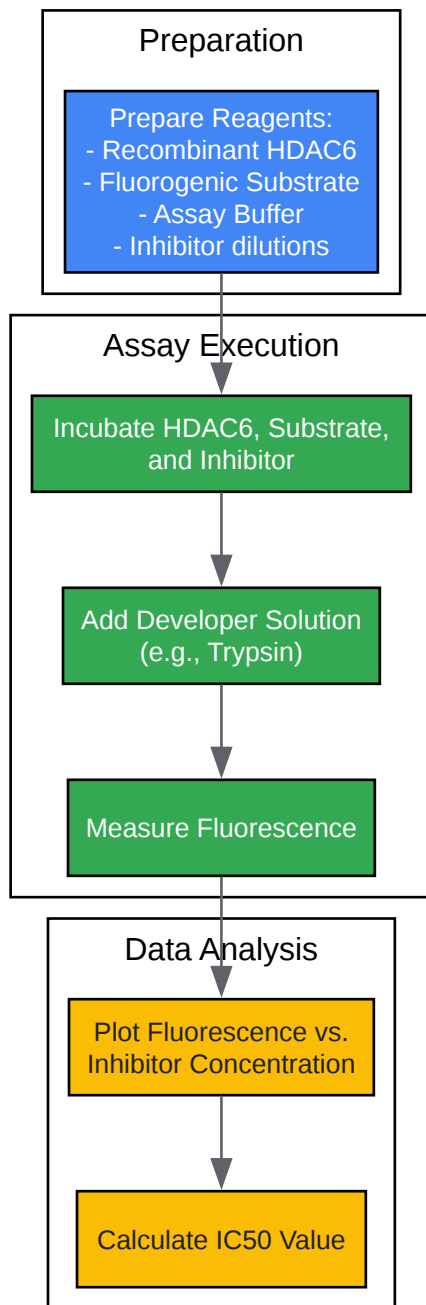 Preparation
Prepare Reagents:
- Recombinant HDAC6
- Fluorogenic Substrate
- Assay Buffer
- Inhibitor dilutions
Assay Execution
Incubate HDAC6, Substrate,
and Inhibitor
Add Developer Solution
(e.g., Trypsin)
Measure Fluorescence
Data Analysis
Plot Fluorescence vs.
Inhibitor Concentration
Calculate IC50 Value